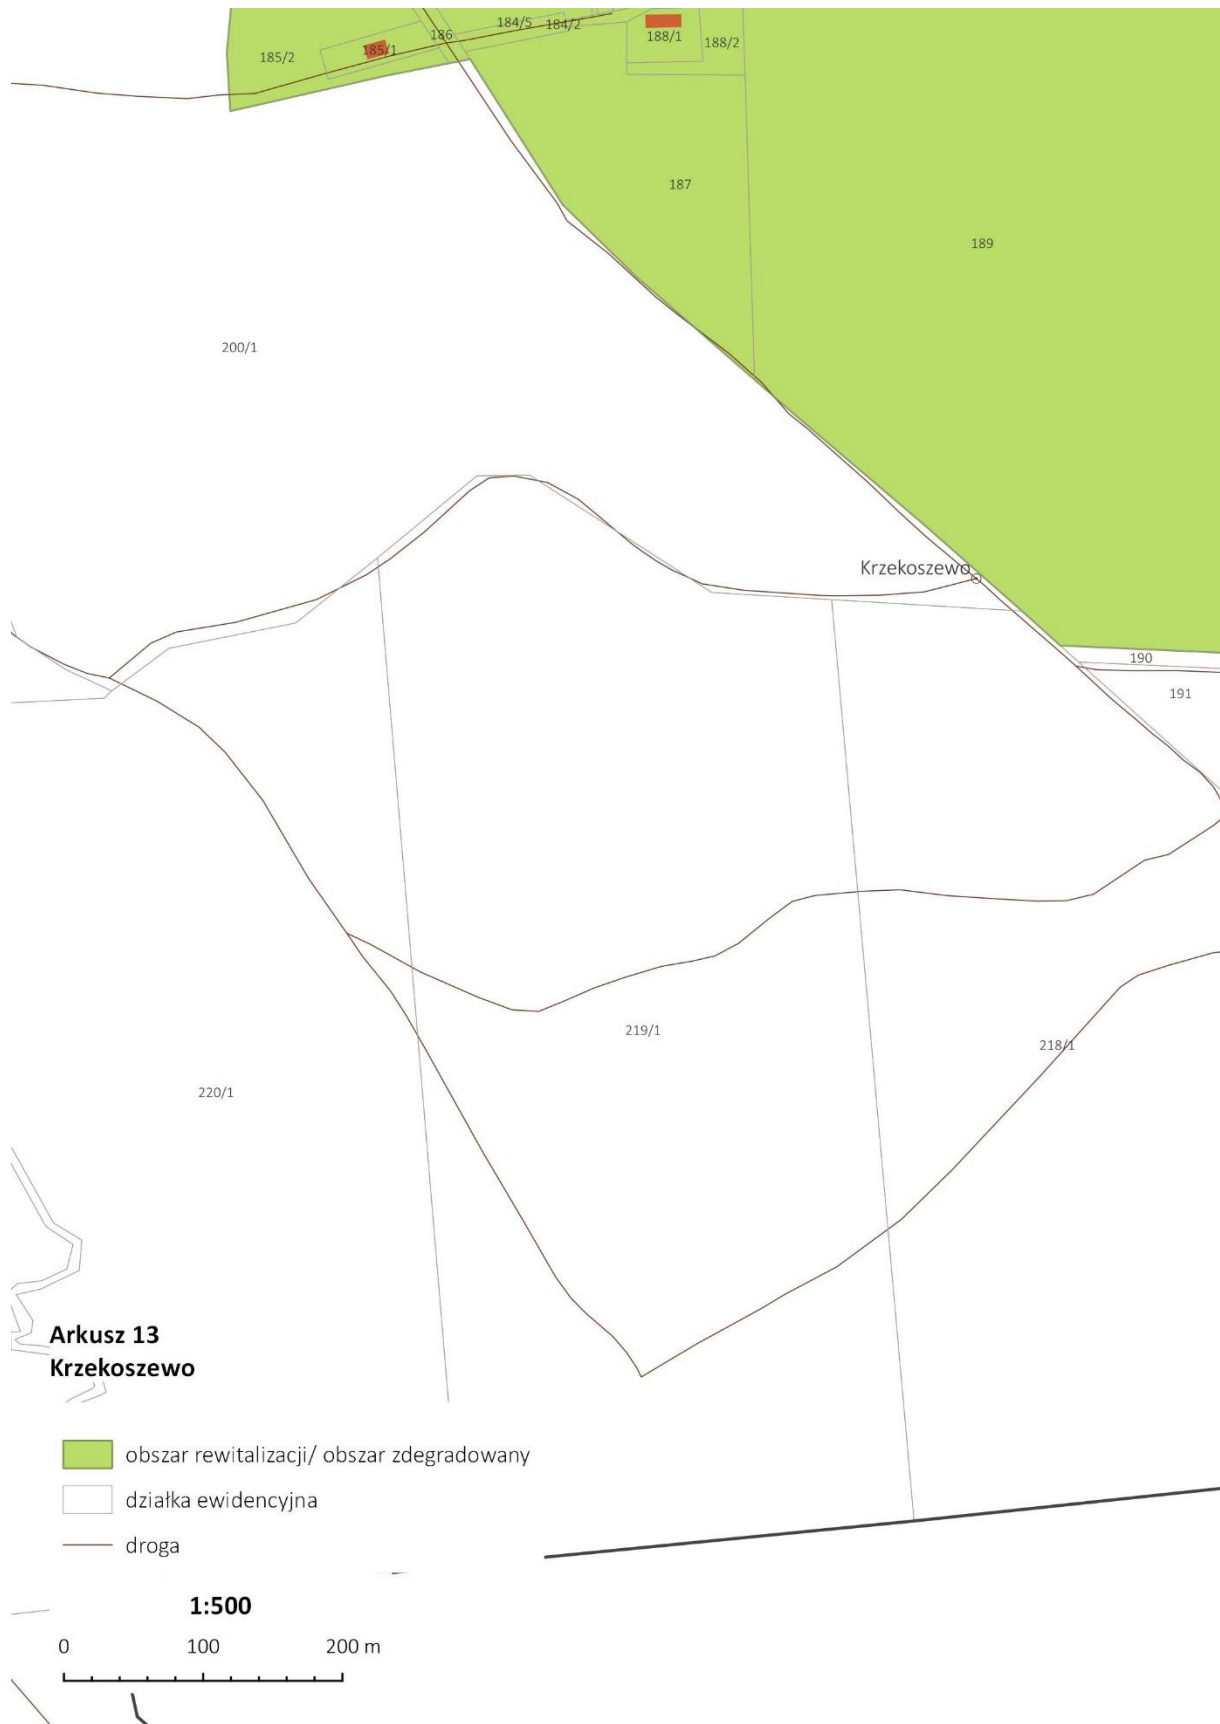 184/5
184/2
186
188/1
188/2
185/1
185/2
187
189
200/1
Krzekoszewo
190
191
219/1
218/1
220/1
Arkusz 13
Krzekoszewo
obszar rewitalizacji/ obszar zdegradowany
działka ewidencyjna
droga
1:500
0 100 200 m